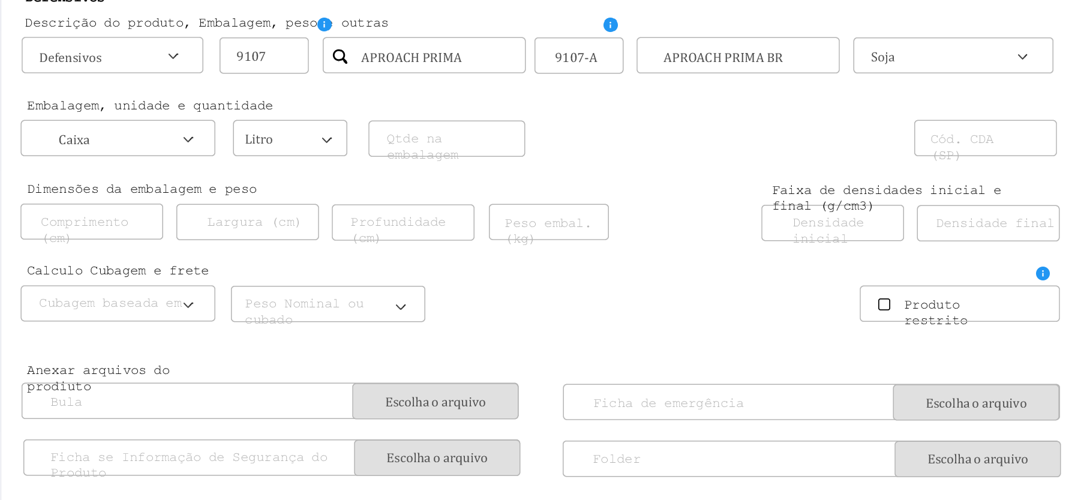 Descrição do produto, Embalagem, peso outras
Defensivos 9107 APROACH PRIMA 9107-A APROACH PRIMA BR Soja
Embalagem, unidade e quantidade
Caixa Litro Qtde na
embalagem
Cód. CDA
(SP)
Dimensões da embalagem e peso
Faixa de densidades inicial e
final (g/cm3)
Comprimento
(cm)
Largura (cm)
Profundidade
(cm)
Peso embal.
(kg)
Densidade
inicial
Densidade final
Calculo Cubagem e frete
Cubagem baseada em
Peso Nominal ou
cubado
Produto
restrito
Anexar arquivos do
prodiuto
Bula Escolha o arquivo
Ficha de emergência Escolha o arquivo
Ficha se Informação de Segurança do
Produto
Escolha o arquivo
Folder Escolha o arquivo